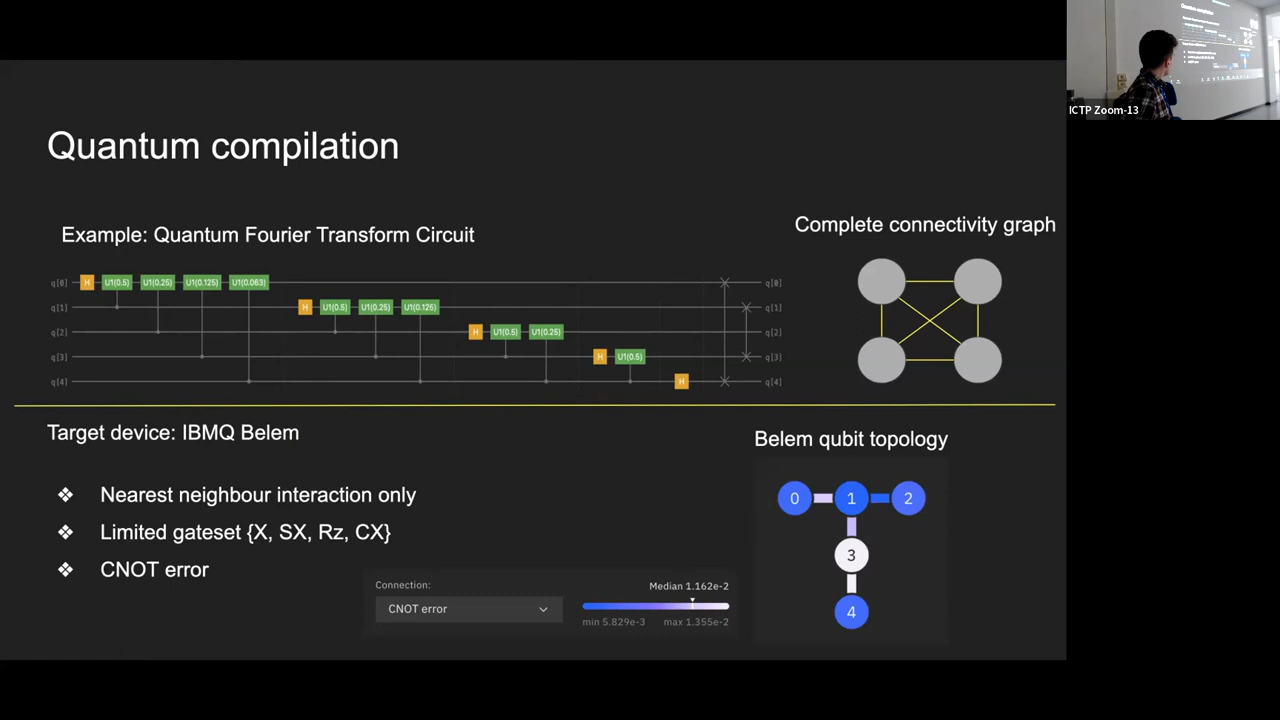 Quantum compilation
Example: Quantum Fourier Transform Circuit
Complete connectivity graph
q[0] H U1(0.5) U1(0.25) U1(0.125) U1(0.063) q[0]
q[1] H U1(0.5) U1(0.25) U1(0.125) q[1]
q[2] H U1(0.5) U1(0.25) q[2]
q[3] H U1(0.5) q[3]
q[4] H q[4]
Target device: IBMQ Belem
❖ Nearest neighbour interaction only
❖ Limited gateset {X, SX, Rz, CX}
❖ CNOT error
Connection:
CNOT error
Median 1.162e-2
min 5.829e-3 max 1.355e-2
Belem qubit topology
0 1 2
3
4
ICTP Zoom-13